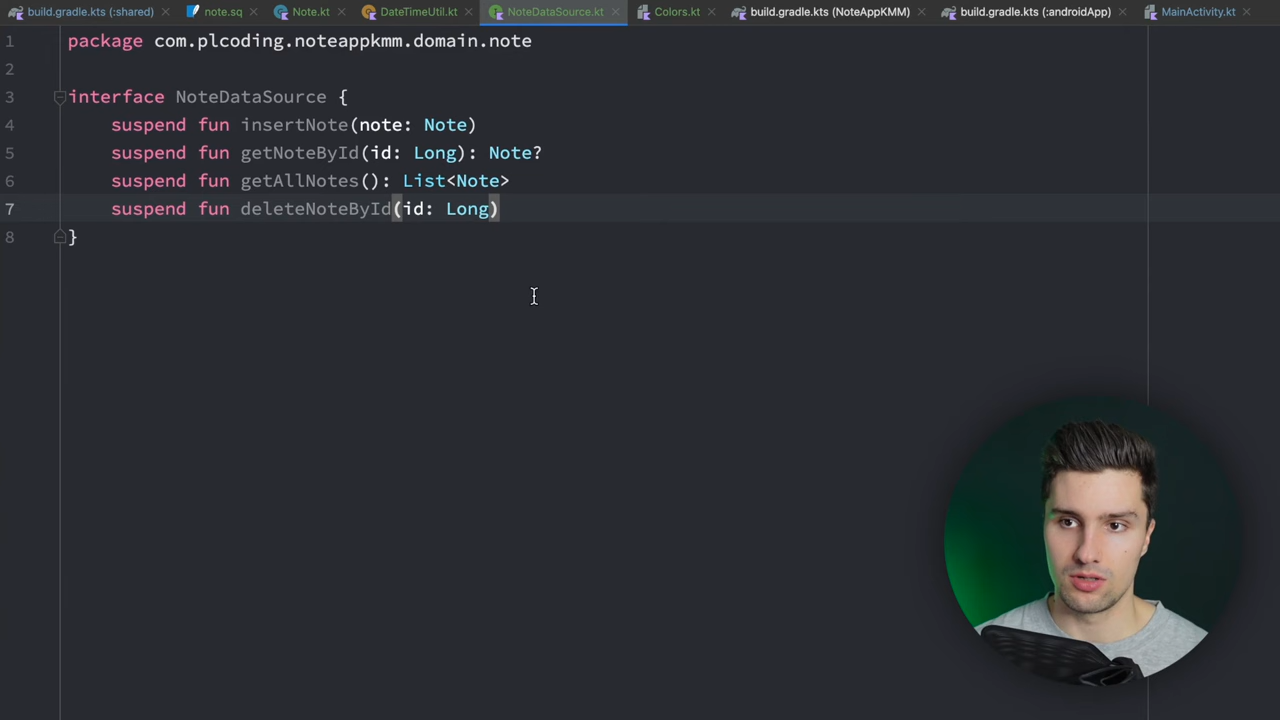 build.gradle.kts (:shared) note.sq Note.kt DateTimeUtil.kt NoteDataSource.kt Colors.kt build.gradle.kts (NoteAppKMM) build.gradle.kts (:androidApp) MainActivity.kt
1 package com.plcoding.noteappkmm.domain.note
2
3 interface NoteDataSource {
4 suspend fun insertNote(note: Note)
5 suspend fun getNoteById(id: Long): Note?
6 suspend fun getAllNotes(): List<Note>
7 suspend fun deleteNoteById(id: Long)
8 }